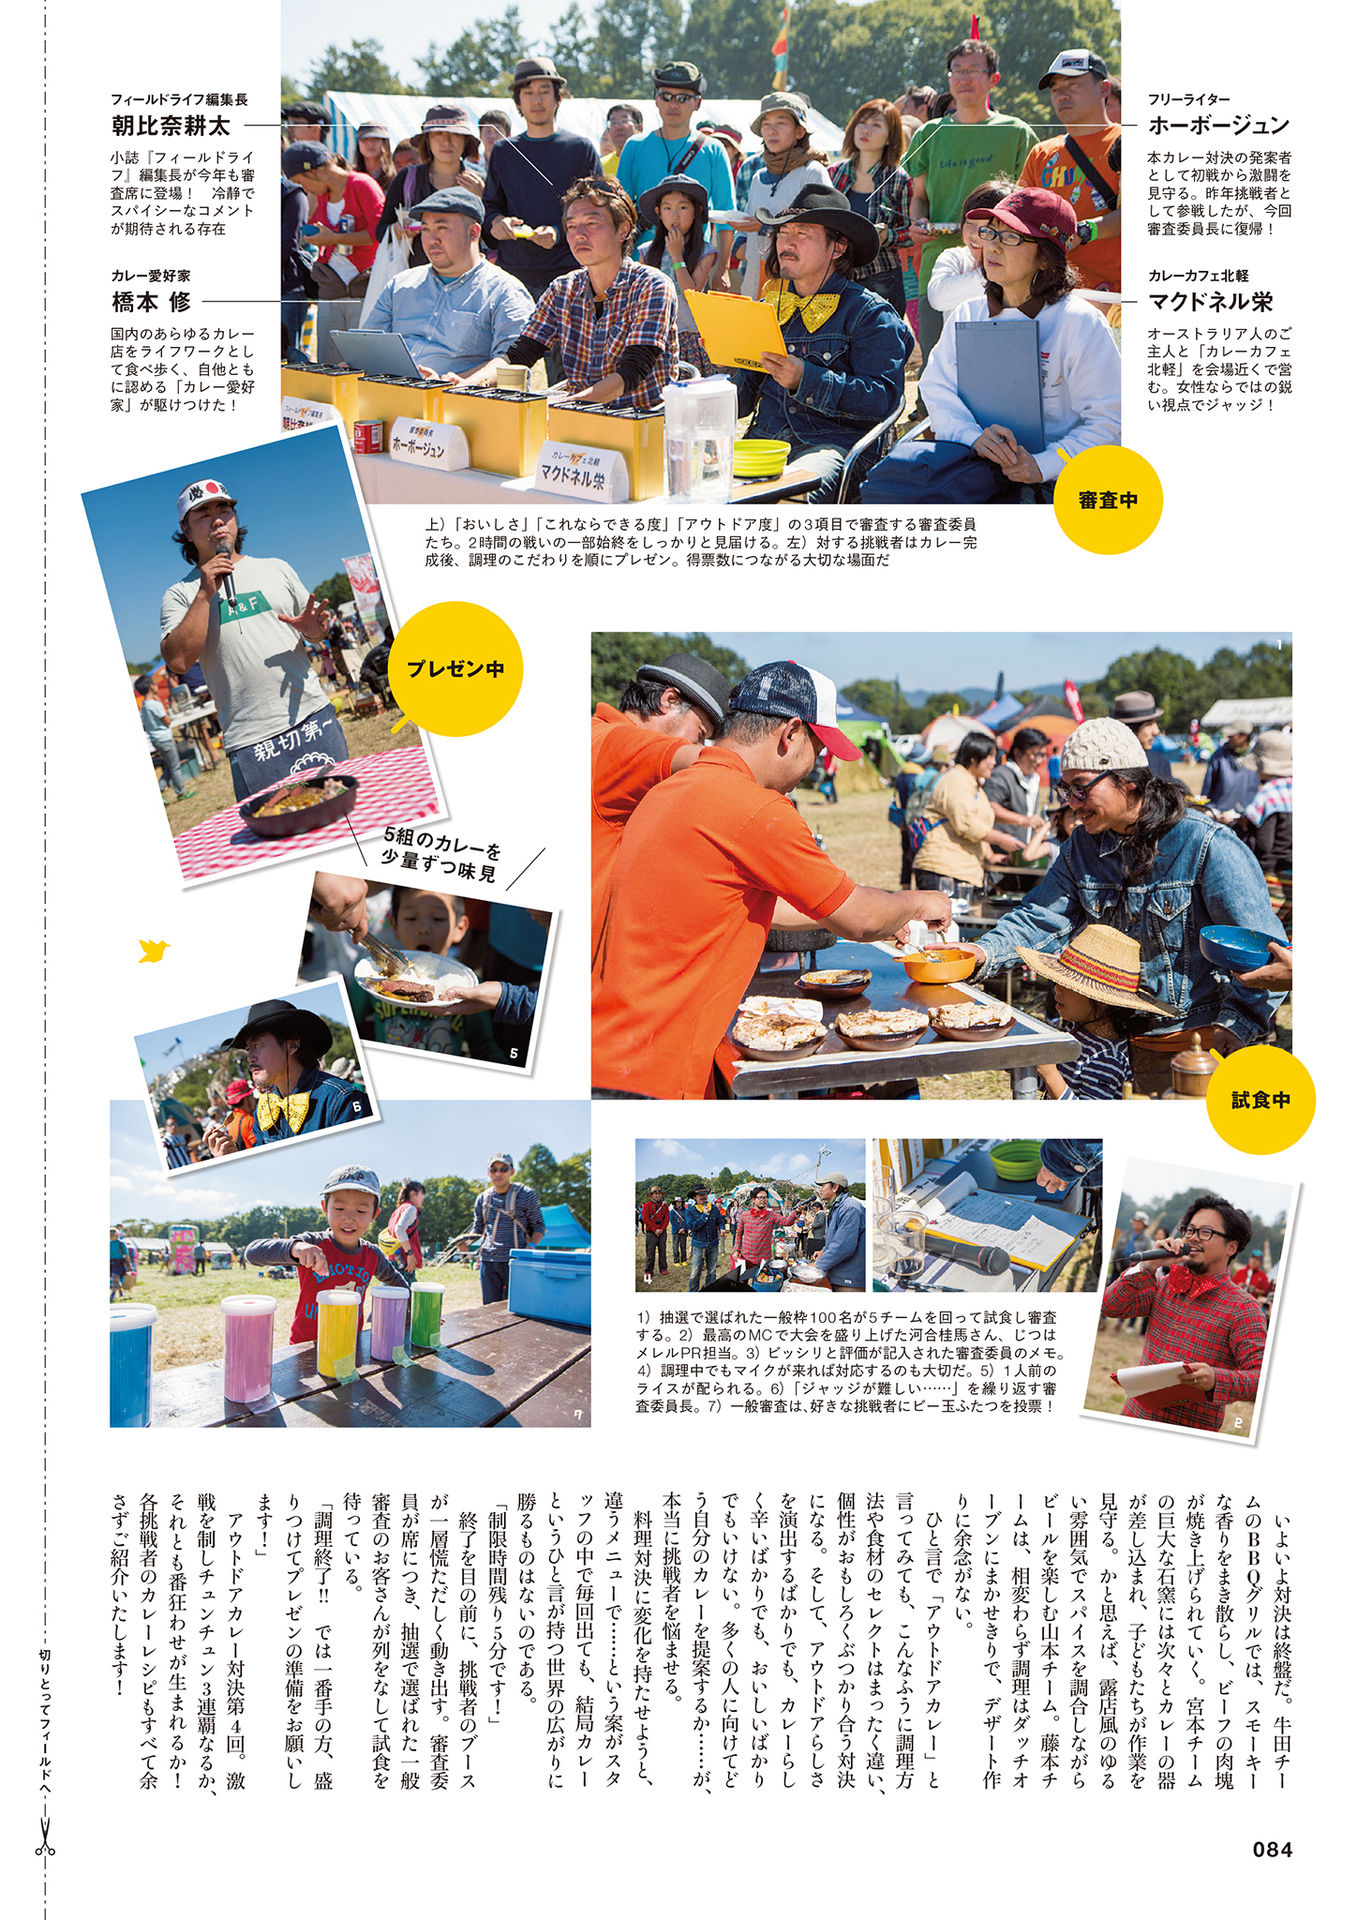 フィールドライフ編集長
朝比奈耕太
小誌『フィールドライ
フ』編集長が今年も審
査席に登場！　冷静で
スパイシーなコメント
が期待される存在
カレー愛好家
橋本 修
国内のあらゆるカレー
店をライフワークとし
て食べ歩く、自他とも
に認める「カレー愛好
家」が駆けつけた！
フリーライター
ホーボージュン
本カレー対決の発案者
として初戦から激闘を
見守る。昨年挑戦者と
して参戦したが、今回
審査委員長に復帰！
カレーカフェ北軽
マクドネル栄
オーストラリア人のご
主人と「カレーカフェ
北軽」を会場近くで営
む。女性ならではの鋭
い視点でジャッジ！
Life is good.
フィールドライフ編集長
審査委員長
ホーボージュン
カレーカフェ北軽
マクドネル栄
審査中
上）「おいしさ」「これならできる度」「アウトドア度」の3項目で審査する審査委員
たち。2時間の戦いの一部始終をしっかりと見届ける。左）対する挑戦者はカレー完
成後、調理のこだわりを順にプレゼン。得票数につながる大切な場面だ
必
A&F
親切第一
プレゼン中
5組のカレーを
少量ずつ味見
1
5
6
7
試食中
4
2
1）抽選で選ばれた一般枠100名が5チームを回って試食し審査
する。2）最高のMCで大会を盛り上げた河合桂馬さん、じつは
メレルPR担当。3）ビッシリと評価が記入された審査委員のメモ。
4）調理中でもマイクが来れば対応するのも大切だ。5）1人前の
ライスが配られる。6）「ジャッジが難しい……」を繰り返す審
査委員長。7）一般審査は、好きな挑戦者にビー玉ふたつを投票！
いよいよ対決は終盤だ。牛田チー
ムのBBQグリルでは、スモーキー
な香りをまき散らし、ビーフの肉塊
が焼き上げられていく。宮本チーム
の巨大な石窯には次々とカレーの器
が差し込まれ、子どもたちが作業を
見守る。かと思えば、露店風のゆる
い雰囲気でスパイスを調合しながら
ビールを楽しむ山本チーム。藤本チ
ームは、相変わらず調理はダッチオ
ーブンにまかせきりで、デザート作
りに余念がない。
ひと言で「アウトドアカレー」と
言ってみても、こんなふうに調理方
法や食材のセレクトはまったく違い、
個性がおもしろくぶつかり合う対決
になる。そして、アウトドアらしさ
を演出するばかりでも、カレーらし
く辛いばかりでも、おいしいばかり
でもいけない。多くの人に向けてど
う自分のカレーを提案するか……が、
本当に挑戦者を悩ませる。
料理対決に変化を持たせようと、
違うメニューで……という案がスタ
ッフの中で毎回出ても、結局カレー
というひと言が持つ世界の広がりに
勝るものはないのである。
「制限時間残り5分です！」
終了を目の前に、挑戦者のブース
が一層慌ただしく動き出す。審査委
員が席につき、抽選で選ばれた一般
審査のお客さんが列をなして試食を
待っている。
「調理終了!!　では一番手の方、盛
りつけてプレゼンの準備をお願いし
ます！」
アウトドアカレー対決第4回。激
戦を制しチュンチュン3連覇なるか、
それとも番狂わせが生まれるか！
各挑戦者のカレーレシピもすべて余
さずご紹介いたします！
切りとってフィールドへ
084